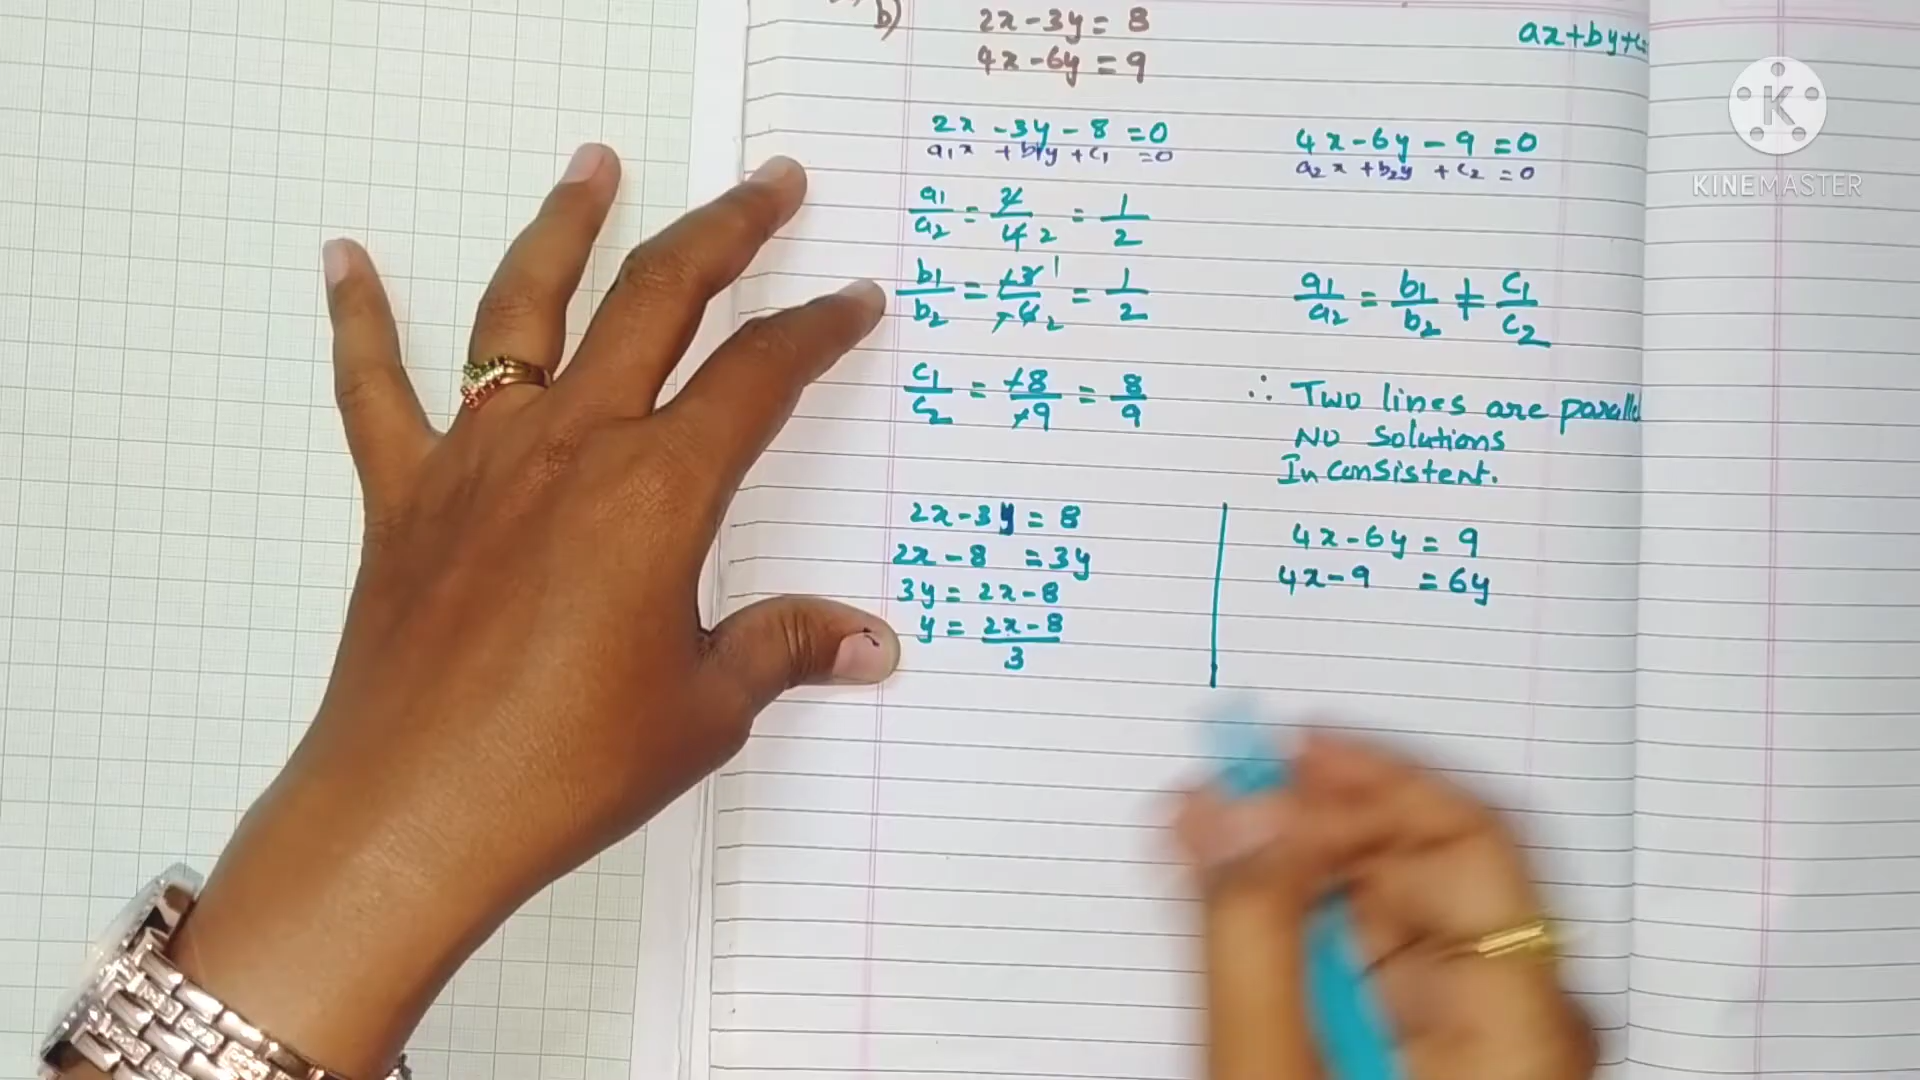 b) 2x - 3y = 8
4x - 6y = 9
ax + by + c
KINEMASTER
2x - 3y - 8 = 0
a₁x + b₁y + c₁ = 0
4x - 6y - 9 = 0
a₂x + b₂y + c₂ = 0
a₁/a₂ = 2/4 2 = 1/2
b₁/b₂ = -3 1/-6 2 = 1/2
a₁/a₂ = b₁/b₂ ≠ c₁/c₂
c₁/c₂ = -8/-9 = 8/9
∴ Two lines are parallel
No Solutions
InConsistent.
2x - 3y = 8
2x - 8 = 3y
3y = 2x - 8
y = 2x - 8/3
4x - 6y = 9
4x - 9 = 6y